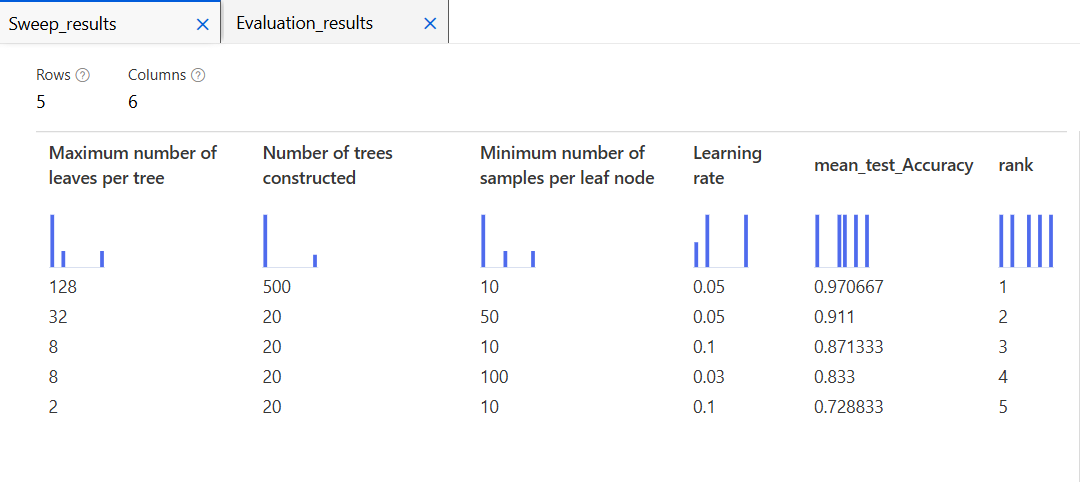 Sweep_results
Evaluation_results
Rows
Columns
5
6
Maximum number of leaves per tree
Number of trees constructed
Minimum number of samples per leaf node
Learning rate
mean_test_Accuracy
rank
128 500 10 0.05 0.970667 1
32 20 50 0.05 0.911 2
8 20 10 0.1 0.871333 3
8 20 100 0.03 0.833 4
2 20 10 0.1 0.728833 5